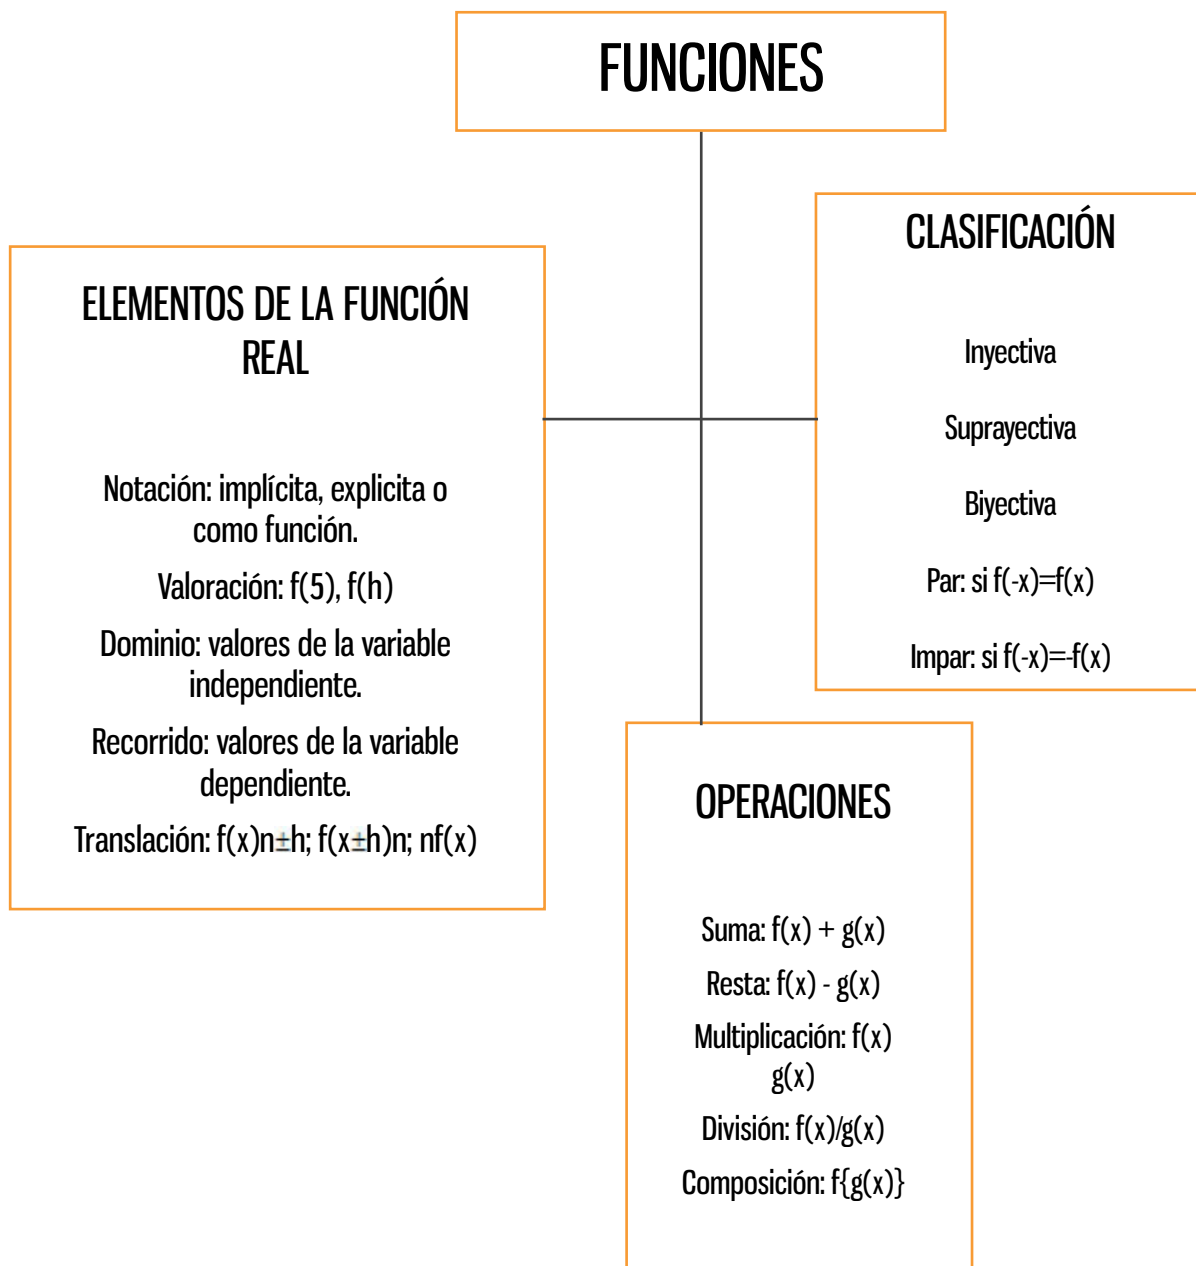 FUNCIONES
ELEMENTOS DE LA FUNCIÓN
REAL
Notación: implícita, explicita o
como función.
Valoración: f(5), f(h)
Dominio: valores de la variable
independiente.
Recorrido: valores de la variable
dependiente.
Translación: f(x)n±h; f(x±h)n; nf(x)
CLASIFICACIÓN
Inyectiva
Suprayectiva
Biyectiva
Par: si f(-x)=f(x)
Impar: si f(-x)=-f(x)
OPERACIONES
Suma: f(x) + g(x)
Resta: f(x) - g(x)
Multiplicación: f(x)
g(x)
División: f(x)/g(x)
Composición: f{g(x)}